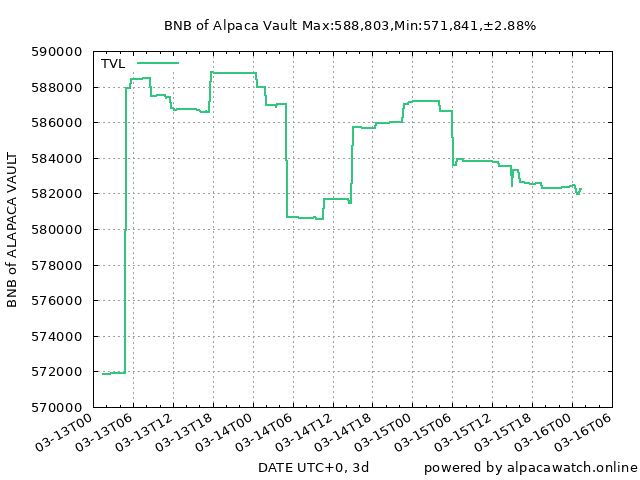 BNB of Alpaca Vault Max:588,803,Min:571,841,±2.88%
TVL
590000
588000
586000
584000
582000
580000
578000
576000
574000
572000
570000
BNB of ALAPACA VAULT
03-13T00
03-13T06
03-13T12
03-13T18
03-14T00
03-14T06
03-14T12
03-14T18
03-15T00
03-15T06
03-15T12
03-15T18
03-16T00
03-16T06
DATE UTC+0, 3d
powered by alpacawatch.online